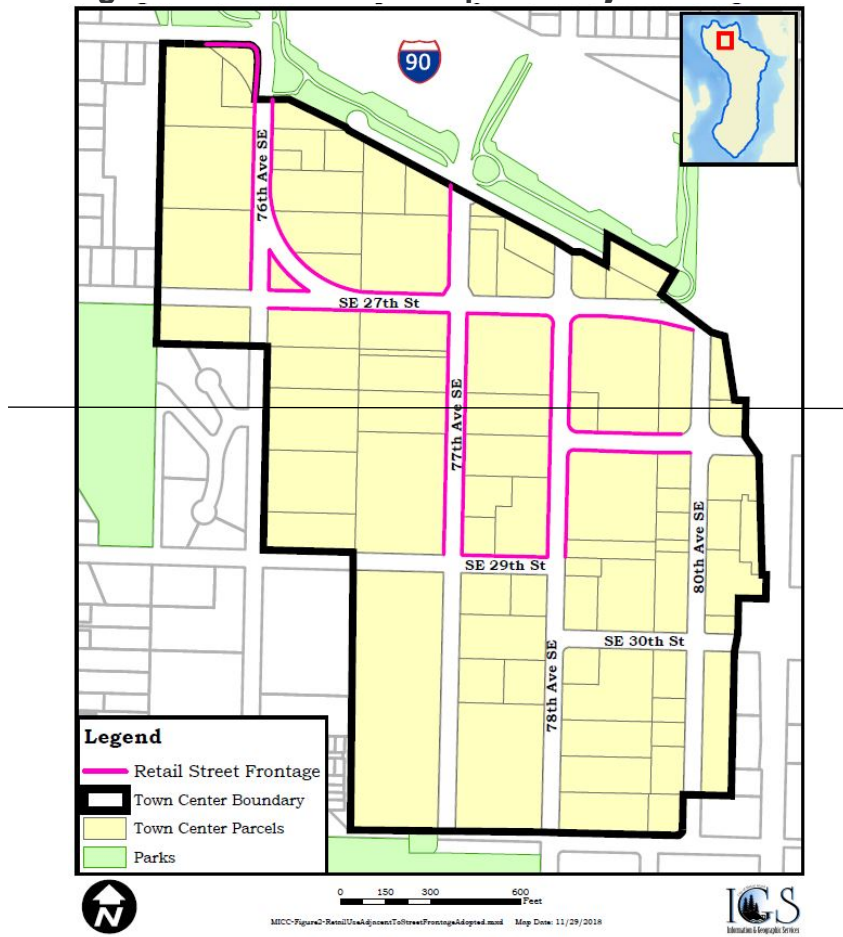 90
76th Ave SE
SE 27th St
77th Ave SE
SE 29th St
80th Ave SE
SE 30th St
78th Ave SE
Legend
Retail Street Frontage
Town Center Boundary
Town Center Parcels
Parks
N
0 150 300 600
Feet
MICC-Figure2-RetailUseAdjacentToStreetFrontageAdopted.mxd Map Date: 11/29/2018
IGS
Information & Geographic Services